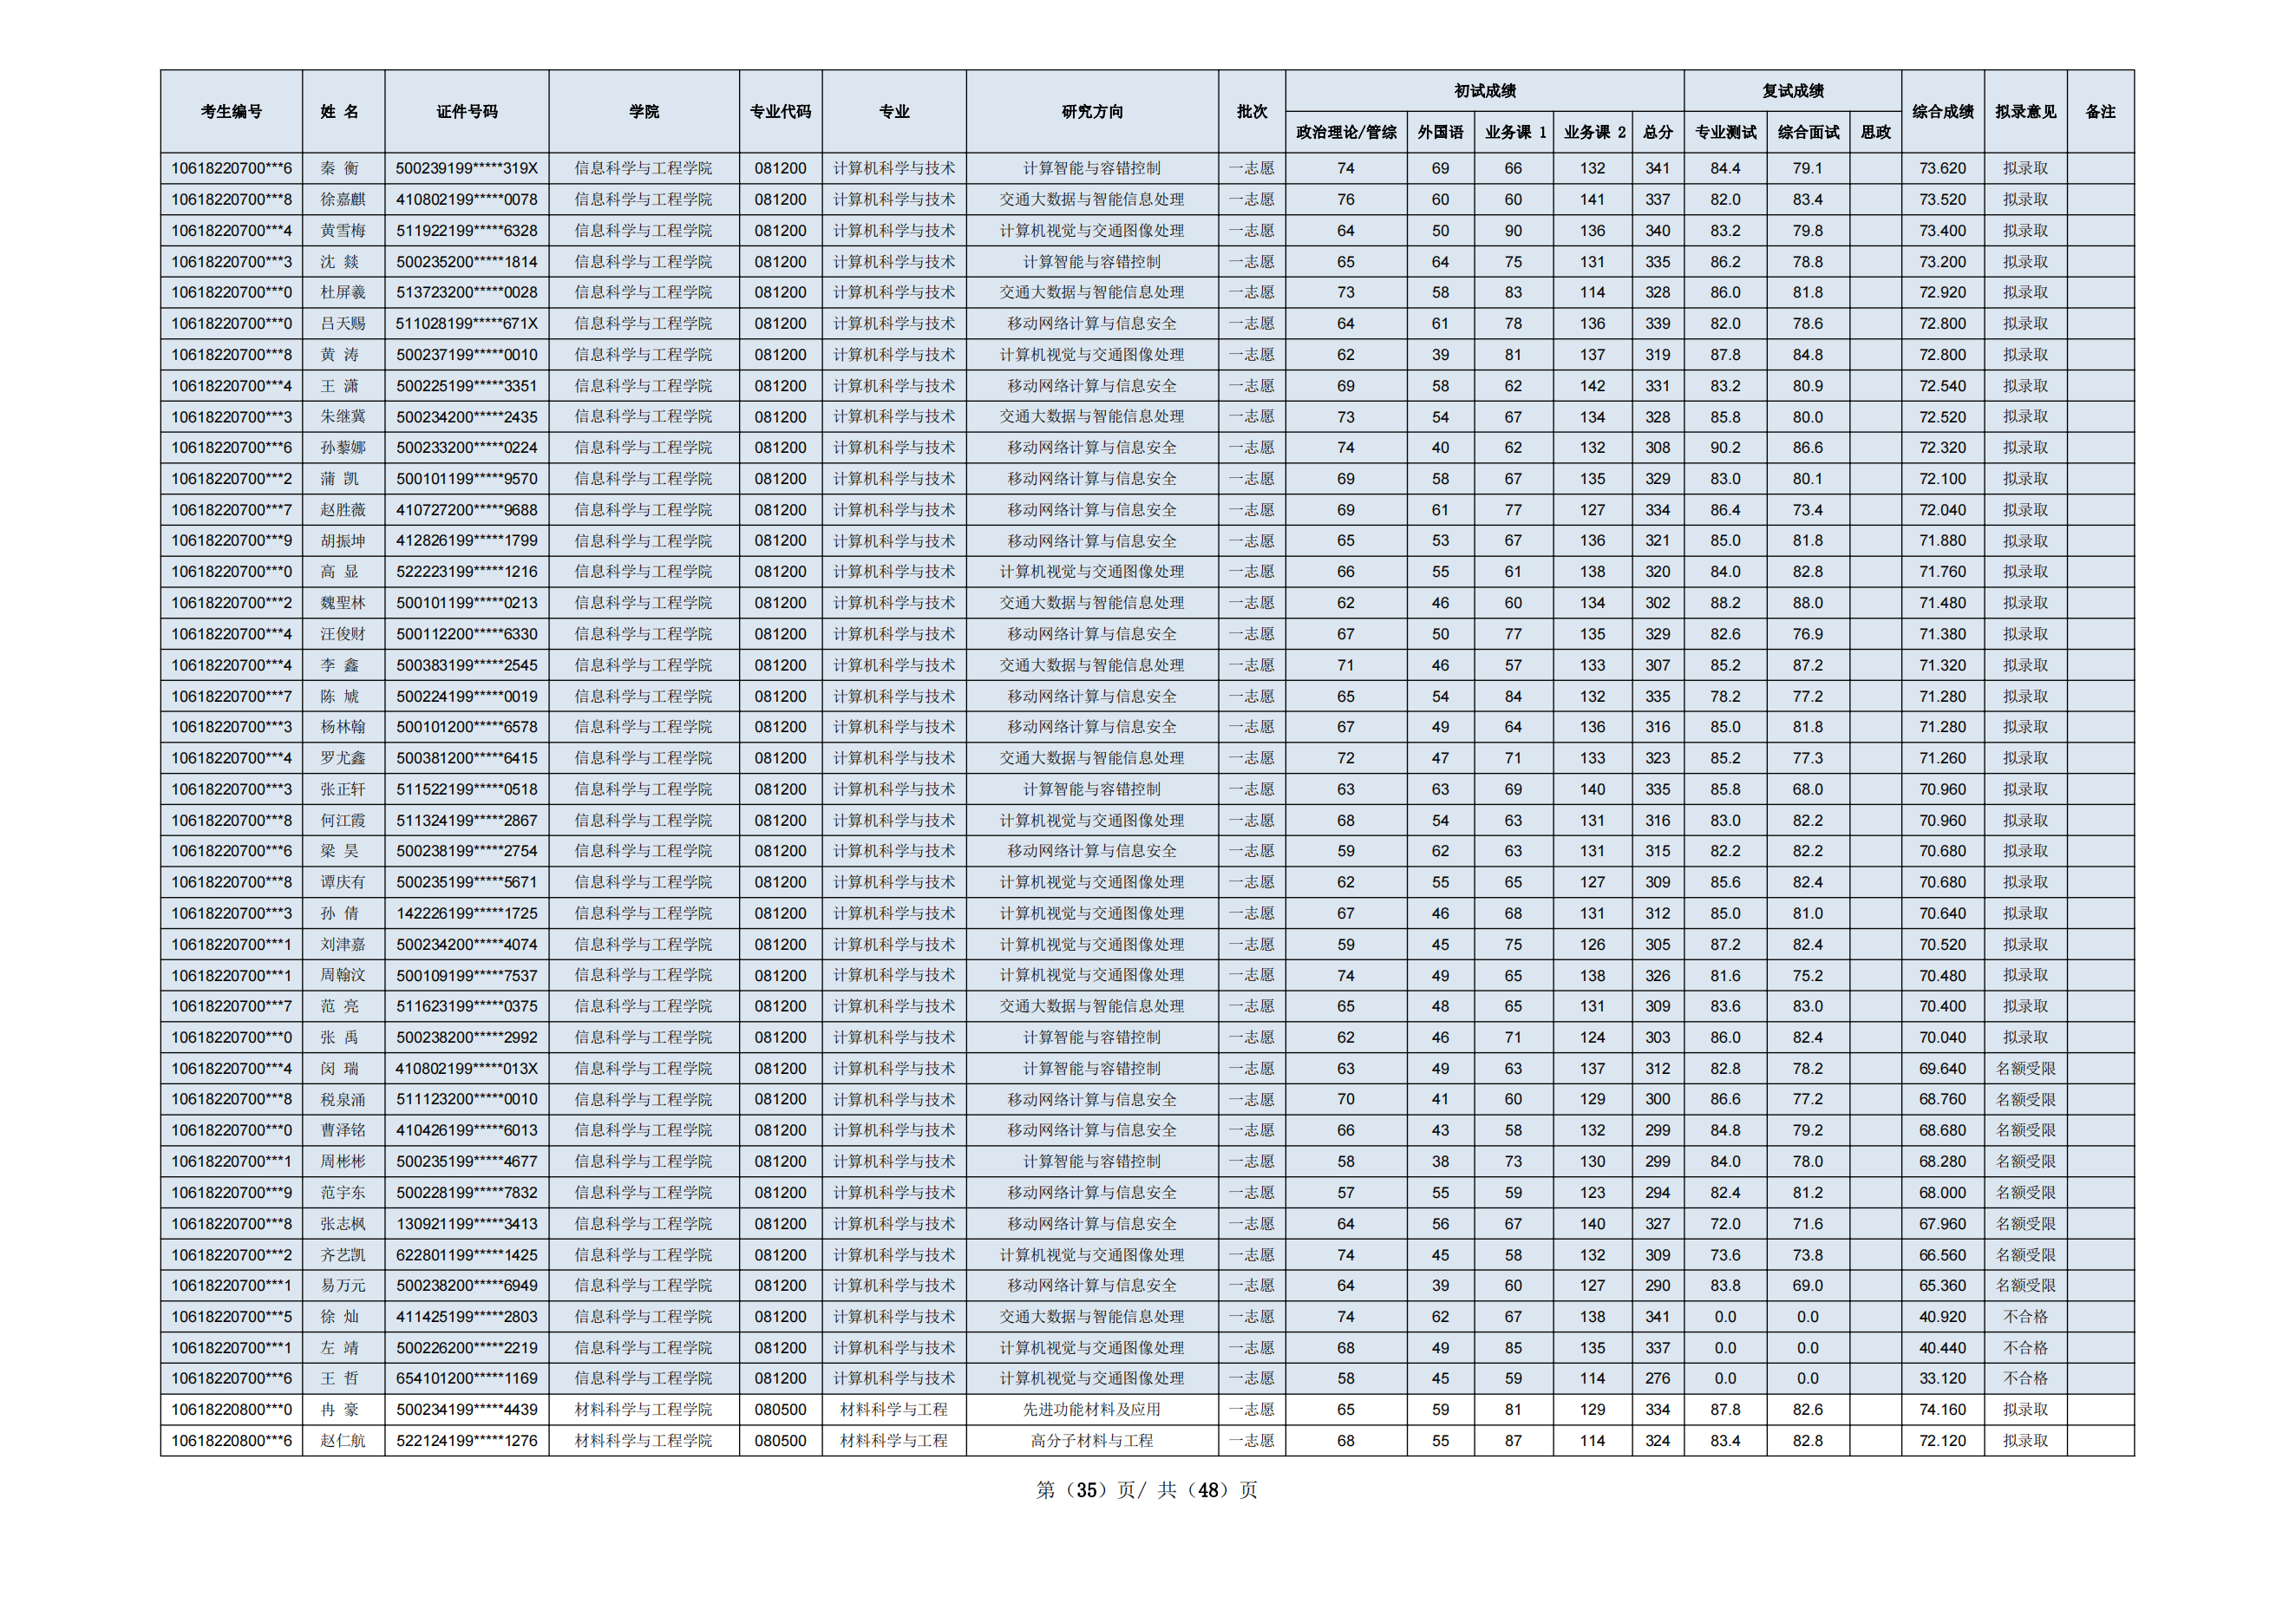 考生编号 姓 名 证件号码 学院 专业代码 专业 研究方向 批次 初试成绩 复试成绩 综合成绩 拟录意见 备注
政治理论/管综 外国语 业务课 1 业务课 2 总分 专业测试 综合面试 思政
10618220700***6 秦 衡 500239199*****319X 信息科学与工程学院 081200 计算机科学与技术 计算智能与容错控制 一志愿 74 69 66 132 341 84.4 79.1 73.620 拟录取
10618220700***8 徐嘉麒 410802199*****0078 信息科学与工程学院 081200 计算机科学与技术 交通大数据与智能信息处理 一志愿 76 60 60 141 337 82.0 83.4 73.520 拟录取
10618220700***4 黄雪梅 511922199*****6328 信息科学与工程学院 081200 计算机科学与技术 计算机视觉与交通图像处理 一志愿 64 50 90 136 340 83.2 79.8 73.400 拟录取
10618220700***3 沈 燚 500235200*****1814 信息科学与工程学院 081200 计算机科学与技术 计算智能与容错控制 一志愿 65 64 75 131 335 86.2 78.8 73.200 拟录取
10618220700***0 杜屏羲 513723200*****0028 信息科学与工程学院 081200 计算机科学与技术 交通大数据与智能信息处理 一志愿 73 58 83 114 328 86.0 81.8 72.920 拟录取
10618220700***0 吕天赐 511028199*****671X 信息科学与工程学院 081200 计算机科学与技术 移动网络计算与信息安全 一志愿 64 61 78 136 339 82.0 78.6 72.800 拟录取
10618220700***8 黄 涛 500237199*****0010 信息科学与工程学院 081200 计算机科学与技术 计算机视觉与交通图像处理 一志愿 62 39 81 137 319 87.8 84.8 72.800 拟录取
10618220700***4 王 潇 500225199*****3351 信息科学与工程学院 081200 计算机科学与技术 移动网络计算与信息安全 一志愿 69 58 62 142 331 83.2 80.9 72.540 拟录取
10618220700***3 朱继冀 500234200*****2435 信息科学与工程学院 081200 计算机科学与技术 交通大数据与智能信息处理 一志愿 73 54 67 134 328 85.8 80.0 72.520 拟录取
10618220700***6 孙藜娜 500233200*****0224 信息科学与工程学院 081200 计算机科学与技术 移动网络计算与信息安全 一志愿 74 40 62 132 308 90.2 86.6 72.320 拟录取
10618220700***2 蒲 凯 500101199*****9570 信息科学与工程学院 081200 计算机科学与技术 移动网络计算与信息安全 一志愿 69 58 67 135 329 83.0 80.1 72.100 拟录取
10618220700***7 赵胜薇 410727200*****9688 信息科学与工程学院 081200 计算机科学与技术 移动网络计算与信息安全 一志愿 69 61 77 127 334 86.4 73.4 72.040 拟录取
10618220700***9 胡振坤 412826199*****1799 信息科学与工程学院 081200 计算机科学与技术 移动网络计算与信息安全 一志愿 65 53 67 136 321 85.0 81.8 71.880 拟录取
10618220700***0 高 显 522223199*****1216 信息科学与工程学院 081200 计算机科学与技术 计算机视觉与交通图像处理 一志愿 66 55 61 138 320 84.0 82.8 71.760 拟录取
10618220700***2 魏聖林 500101199*****0213 信息科学与工程学院 081200 计算机科学与技术 交通大数据与智能信息处理 一志愿 62 46 60 134 302 88.2 88.0 71.480 拟录取
10618220700***4 汪俊财 500112200*****6330 信息科学与工程学院 081200 计算机科学与技术 移动网络计算与信息安全 一志愿 67 50 77 135 329 82.6 76.9 71.380 拟录取
10618220700***4 李 鑫 500383199*****2545 信息科学与工程学院 081200 计算机科学与技术 交通大数据与智能信息处理 一志愿 71 46 57 133 307 85.2 87.2 71.320 拟录取
10618220700***7 陈 虓 500224199*****0019 信息科学与工程学院 081200 计算机科学与技术 移动网络计算与信息安全 一志愿 65 54 84 132 335 78.2 77.2 71.280 拟录取
10618220700***3 杨林翰 500101200*****6578 信息科学与工程学院 081200 计算机科学与技术 移动网络计算与信息安全 一志愿 67 49 64 136 316 85.0 81.8 71.280 拟录取
10618220700***4 罗尤鑫 500381200*****6415 信息科学与工程学院 081200 计算机科学与技术 交通大数据与智能信息处理 一志愿 72 47 71 133 323 85.2 77.3 71.260 拟录取
10618220700***3 张正轩 511522199*****0518 信息科学与工程学院 081200 计算机科学与技术 计算智能与容错控制 一志愿 63 63 69 140 335 85.8 68.0 70.960 拟录取
10618220700***8 何江霞 511324199*****2867 信息科学与工程学院 081200 计算机科学与技术 计算机视觉与交通图像处理 一志愿 68 54 63 131 316 83.0 82.2 70.960 拟录取
10618220700***6 梁 昊 500238199*****2754 信息科学与工程学院 081200 计算机科学与技术 移动网络计算与信息安全 一志愿 59 62 63 131 315 82.2 82.2 70.680 拟录取
10618220700***8 谭庆有 500235199*****5671 信息科学与工程学院 081200 计算机科学与技术 计算机视觉与交通图像处理 一志愿 62 55 65 127 309 85.6 82.4 70.680 拟录取
10618220700***3 孙 倩 142226199*****1725 信息科学与工程学院 081200 计算机科学与技术 计算机视觉与交通图像处理 一志愿 67 46 68 131 312 85.0 81.0 70.640 拟录取
10618220700***1 刘津嘉 500234200*****4074 信息科学与工程学院 081200 计算机科学与技术 计算机视觉与交通图像处理 一志愿 59 45 75 126 305 87.2 82.4 70.520 拟录取
10618220700***1 周翰汶 500109199*****7537 信息科学与工程学院 081200 计算机科学与技术 计算机视觉与交通图像处理 一志愿 74 49 65 138 326 81.6 75.2 70.480 拟录取
10618220700***7 范 亮 511623199*****0375 信息科学与工程学院 081200 计算机科学与技术 交通大数据与智能信息处理 一志愿 65 48 65 131 309 83.6 83.0 70.400 拟录取
10618220700***0 张 禹 500238200*****2992 信息科学与工程学院 081200 计算机科学与技术 计算智能与容错控制 一志愿 62 46 71 124 303 86.0 82.4 70.040 拟录取
10618220700***4 闵 瑞 410802199*****013X 信息科学与工程学院 081200 计算机科学与技术 计算智能与容错控制 一志愿 63 49 63 137 312 82.8 78.2 69.640 名额受限
10618220700***8 税泉涌 511123200*****0010 信息科学与工程学院 081200 计算机科学与技术 移动网络计算与信息安全 一志愿 70 41 60 129 300 86.6 77.2 68.760 名额受限
10618220700***0 曹泽铭 410426199*****6013 信息科学与工程学院 081200 计算机科学与技术 移动网络计算与信息安全 一志愿 66 43 58 132 299 84.8 79.2 68.680 名额受限
10618220700***1 周彬彬 500235199*****4677 信息科学与工程学院 081200 计算机科学与技术 计算智能与容错控制 一志愿 58 38 73 130 299 84.0 78.0 68.280 名额受限
10618220700***9 范宇东 500228199*****7832 信息科学与工程学院 081200 计算机科学与技术 移动网络计算与信息安全 一志愿 57 55 59 123 294 82.4 81.2 68.000 名额受限
10618220700***8 张志枫 130921199*****3413 信息科学与工程学院 081200 计算机科学与技术 移动网络计算与信息安全 一志愿 64 56 67 140 327 72.0 71.6 67.960 名额受限
10618220700***2 齐艺凯 622801199*****1425 信息科学与工程学院 081200 计算机科学与技术 计算机视觉与交通图像处理 一志愿 74 45 58 132 309 73.6 73.8 66.560 名额受限
10618220700***1 易万元 500238200*****6949 信息科学与工程学院 081200 计算机科学与技术 移动网络计算与信息安全 一志愿 64 39 60 127 290 83.8 69.0 65.360 名额受限
10618220700***5 徐 灿 411425199*****2803 信息科学与工程学院 081200 计算机科学与技术 交通大数据与智能信息处理 一志愿 74 62 67 138 341 0.0 0.0 40.920 不合格
10618220700***1 左 靖 500226200*****2219 信息科学与工程学院 081200 计算机科学与技术 计算机视觉与交通图像处理 一志愿 68 49 85 135 337 0.0 0.0 40.440 不合格
10618220700***6 王 哲 654101200*****1169 信息科学与工程学院 081200 计算机科学与技术 计算机视觉与交通图像处理 一志愿 58 45 59 114 276 0.0 0.0 33.120 不合格
10618220800***0 冉 豪 500234199*****4439 材料科学与工程学院 080500 材料科学与工程 先进功能材料及应用 一志愿 65 59 81 129 334 87.8 82.6 74.160 拟录取
10618220800***6 赵仁航 522124199*****1276 材料科学与工程学院 080500 材料科学与工程 高分子材料与工程 一志愿 68 55 87 114 324 83.4 82.8 72.120 拟录取
第（35）页/ 共（48）页